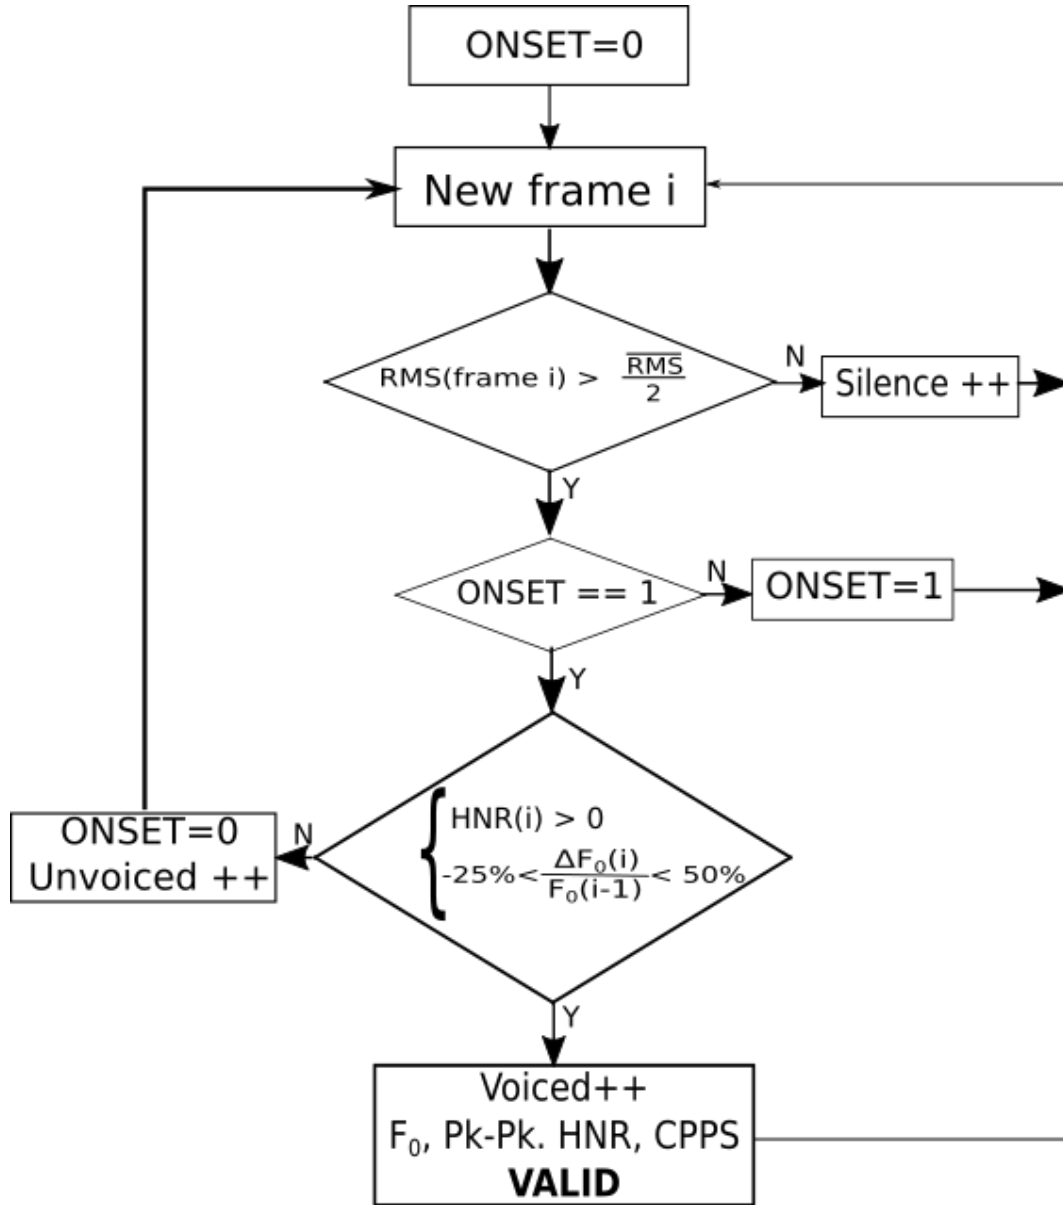 ONSET=0
New frame i
RMS(frame i) > RMS/2
N
Silence ++
Y
ONSET == 1
N
ONSET=1
Y
HNR(i) > 0
-25%<ΔF₀(i)/F₀(i-1)< 50%
N
ONSET=0
Unvoiced ++
Y
Voiced++
F₀, Pk-Pk. HNR, CPPS
VALID